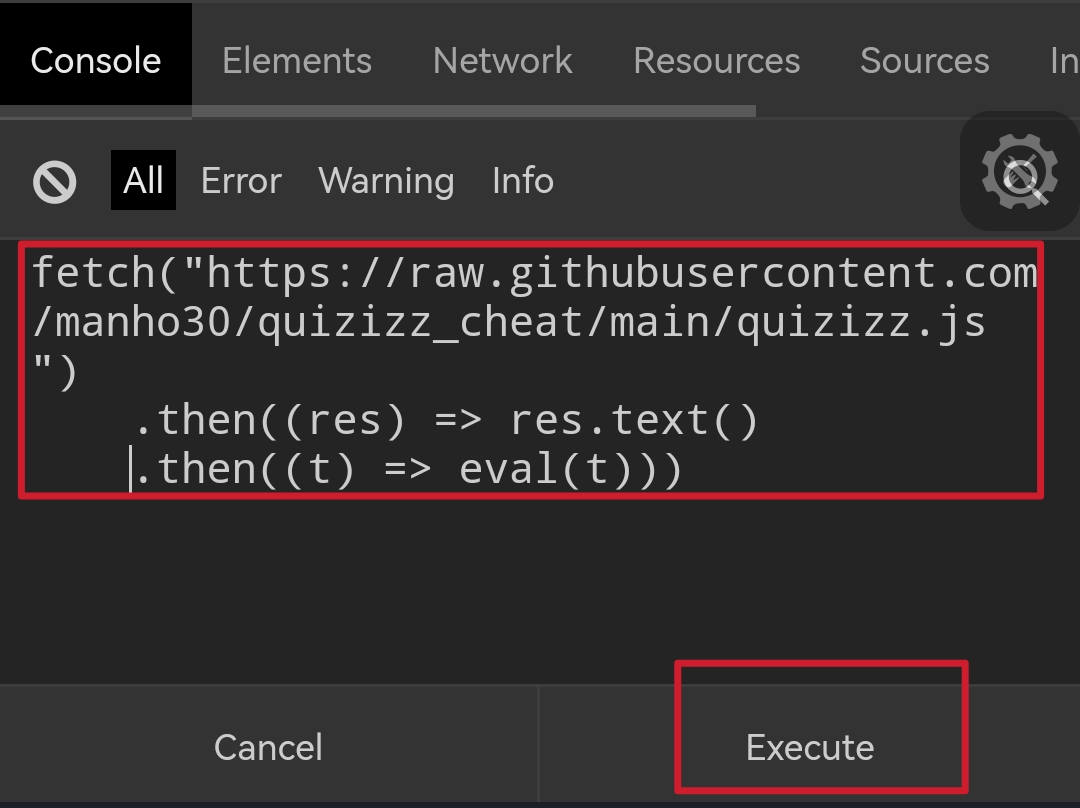 Console Elements Network Resources Sources In
All Error Warning Info
fetch("https://raw.githubusercontent.com
/manho30/quizizz_cheat/main/quizizz.js
")
    .then((res) => res.text()
    .then((t) => eval(t)))
Cancel Execute